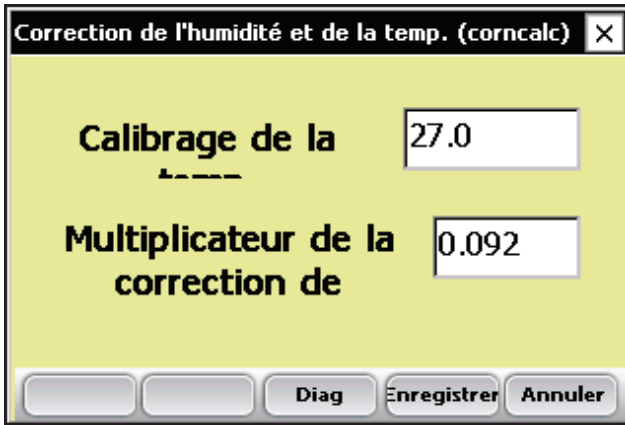 Correction de l'humidité et de la temp. (corncalc)
Calibrage de la
27.0
Multiplicateur de la
correction de
0.092
Diag
Enregistrer
Annuler